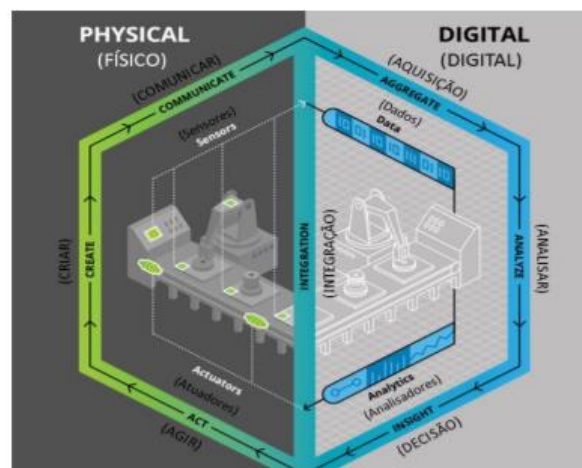 PHYSICAL
(FÍSICO)
DIGITAL
(DIGITAL)
(COMUNICAR)
COMMUNICATE
(AQUISIÇÃO)
AGGREGATE
(Sensores)
Sensors
(Dados)
Data
(CRIAR)
CREATE
INTEGRATION
(INTEGRAÇÃO)
ANALYZE
(ANALISAR)
Actuators
(Atuadores)
Analytics
(Analisadores)
ACT
(AGIR)
INSIGHT
(DECISÃO)